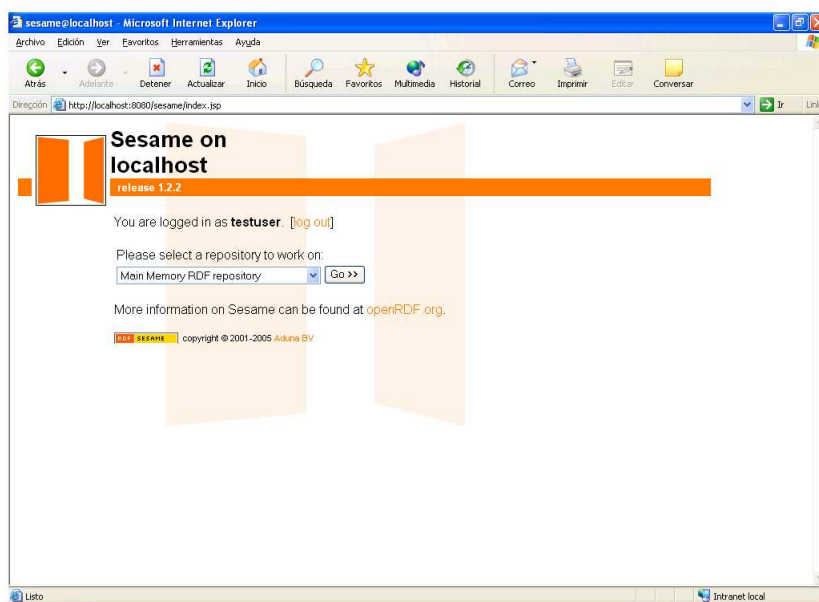 sesame@localhost - Microsoft Internet Explorer
Archivo Edición Ver Favoritos Herramientas Ayuda
Atrás Adelante Detener Actualizar Inicio Búsqueda Favoritos Multimedia Historial Correo Imprimir Editar Conversar
Dirección http://localhost:8080/sesame/index.jsp Ir
Sesame on
localhost
release 1.2.2
You are logged in as testuser. [log out]
Please select a repository to work on:
Main Memory RDF repository Go >>
More information on Sesame can be found at openRDF.org.
RDF SESAME copyright © 2001-2005 Aduna BV
Listo Intranet local